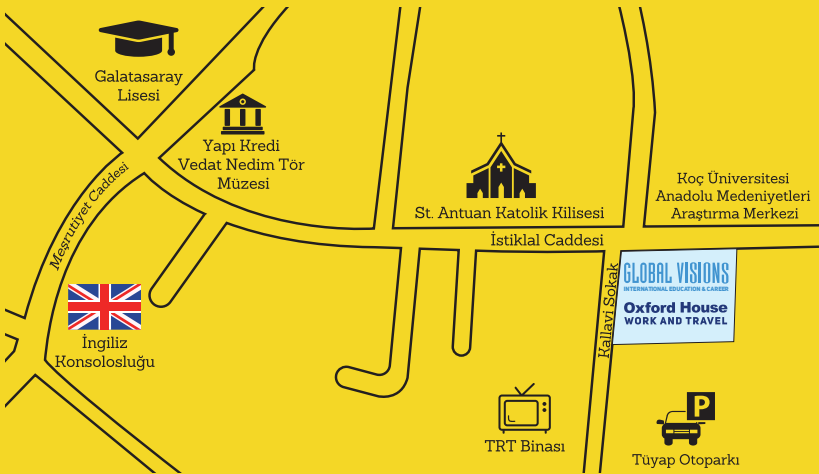 Galatasaray
Lisesi
Yapı Kredi
Vedat Nedim Tör
Müzesi
Meşrutiyet Caddesi
St. Antuan Katolik Kilisesi
Koç Üniversitesi
Anadolu Medeniyetleri
Araştırma Merkezi
İstiklal Caddesi
Kallavi Sokak
GLOBAL VISIONS
INTERNATIONAL EDUCATION & CAREER
Oxford House
WORK AND TRAVEL
İngiliz
Konsolosluğu
TRT Binası
P
Tüyap Otoparkı